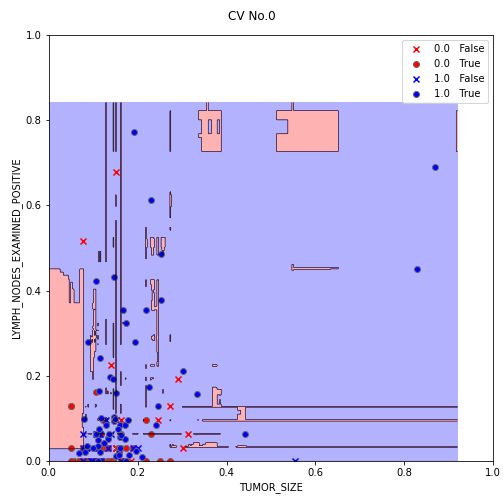 CV No.0
1.0
0.8
0.6
0.4
0.2
0.0
LYMPH_NODES_EXAMINED_POSITIVE
0.0 False
0.0 True
1.0 False
1.0 True
0.0 0.2 0.4 0.6 0.8 1.0
TUMOR_SIZE